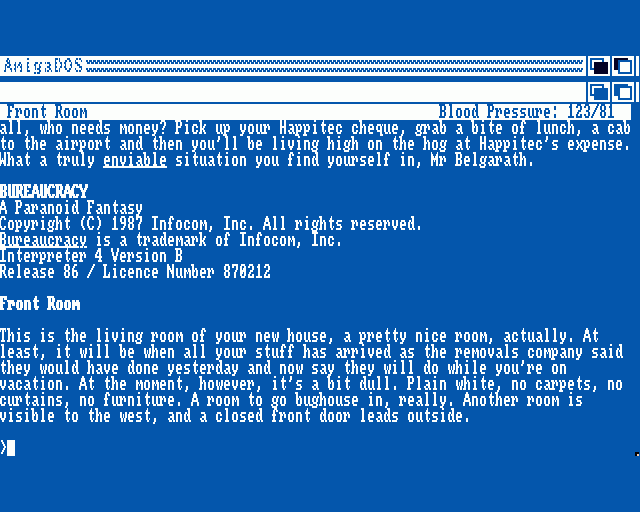 AmigaDOS
Front Room Blood Pressure: 123/81
all, who needs money? Pick up your Happitec cheque, grab a bite of lunch, a cab
to the airport and then you'll be living high on the hog at Happitec's expense.
What a truly enviable situation you find yourself in, Mr Belgarath.
BUREAUCRACY
A Paranoid Fantasy
Copyright (C) 1987 Infocom, Inc. All rights reserved.
Bureaucracy is a trademark of Infocom, Inc.
Interpreter 4 Version B
Release 86 / Licence Number 870212
Front Room
This is the living room of your new house, a pretty nice room, actually. At
least, it will be when all your stuff has arrived as the removals company said
they would have done yesterday and now say they will do while you're on
vacation. At the moment, however, it's a bit dull. Plain white, no carpets, no
curtains, no furniture. A room to go bughouse in, really. Another room is
visible to the west, and a closed front door leads outside.
>